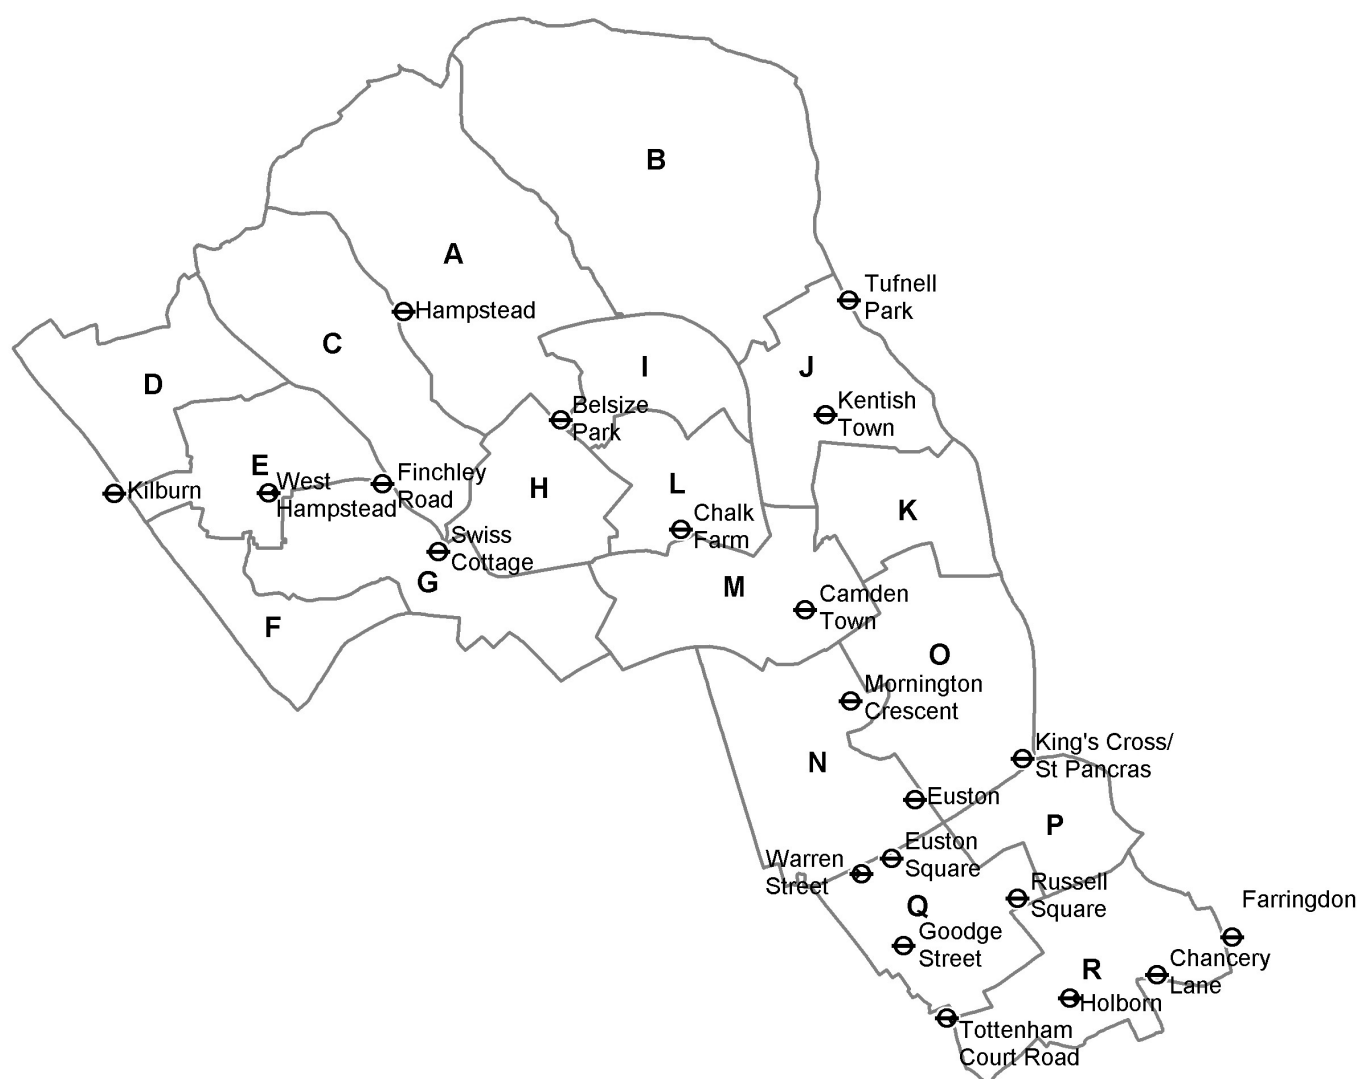 B
A
Tufnell
Park
Hampstead
C
I
J
D
Belsize
Park
Kentish
Town
E
West
Hampstead
Kilburn
Finchley
Road
H
L
K
Chalk
Farm
Swiss
Cottage
G
M
Camden
Town
F
O
Mornington
Crescent
King's Cross/
St Pancras
N
Euston
P
Euston
Square
Warren
Street
Russell
Square
Farringdon
Q
Goodge
Street
R
Chancery
Lane
Holborn
Tottenham
Court Road